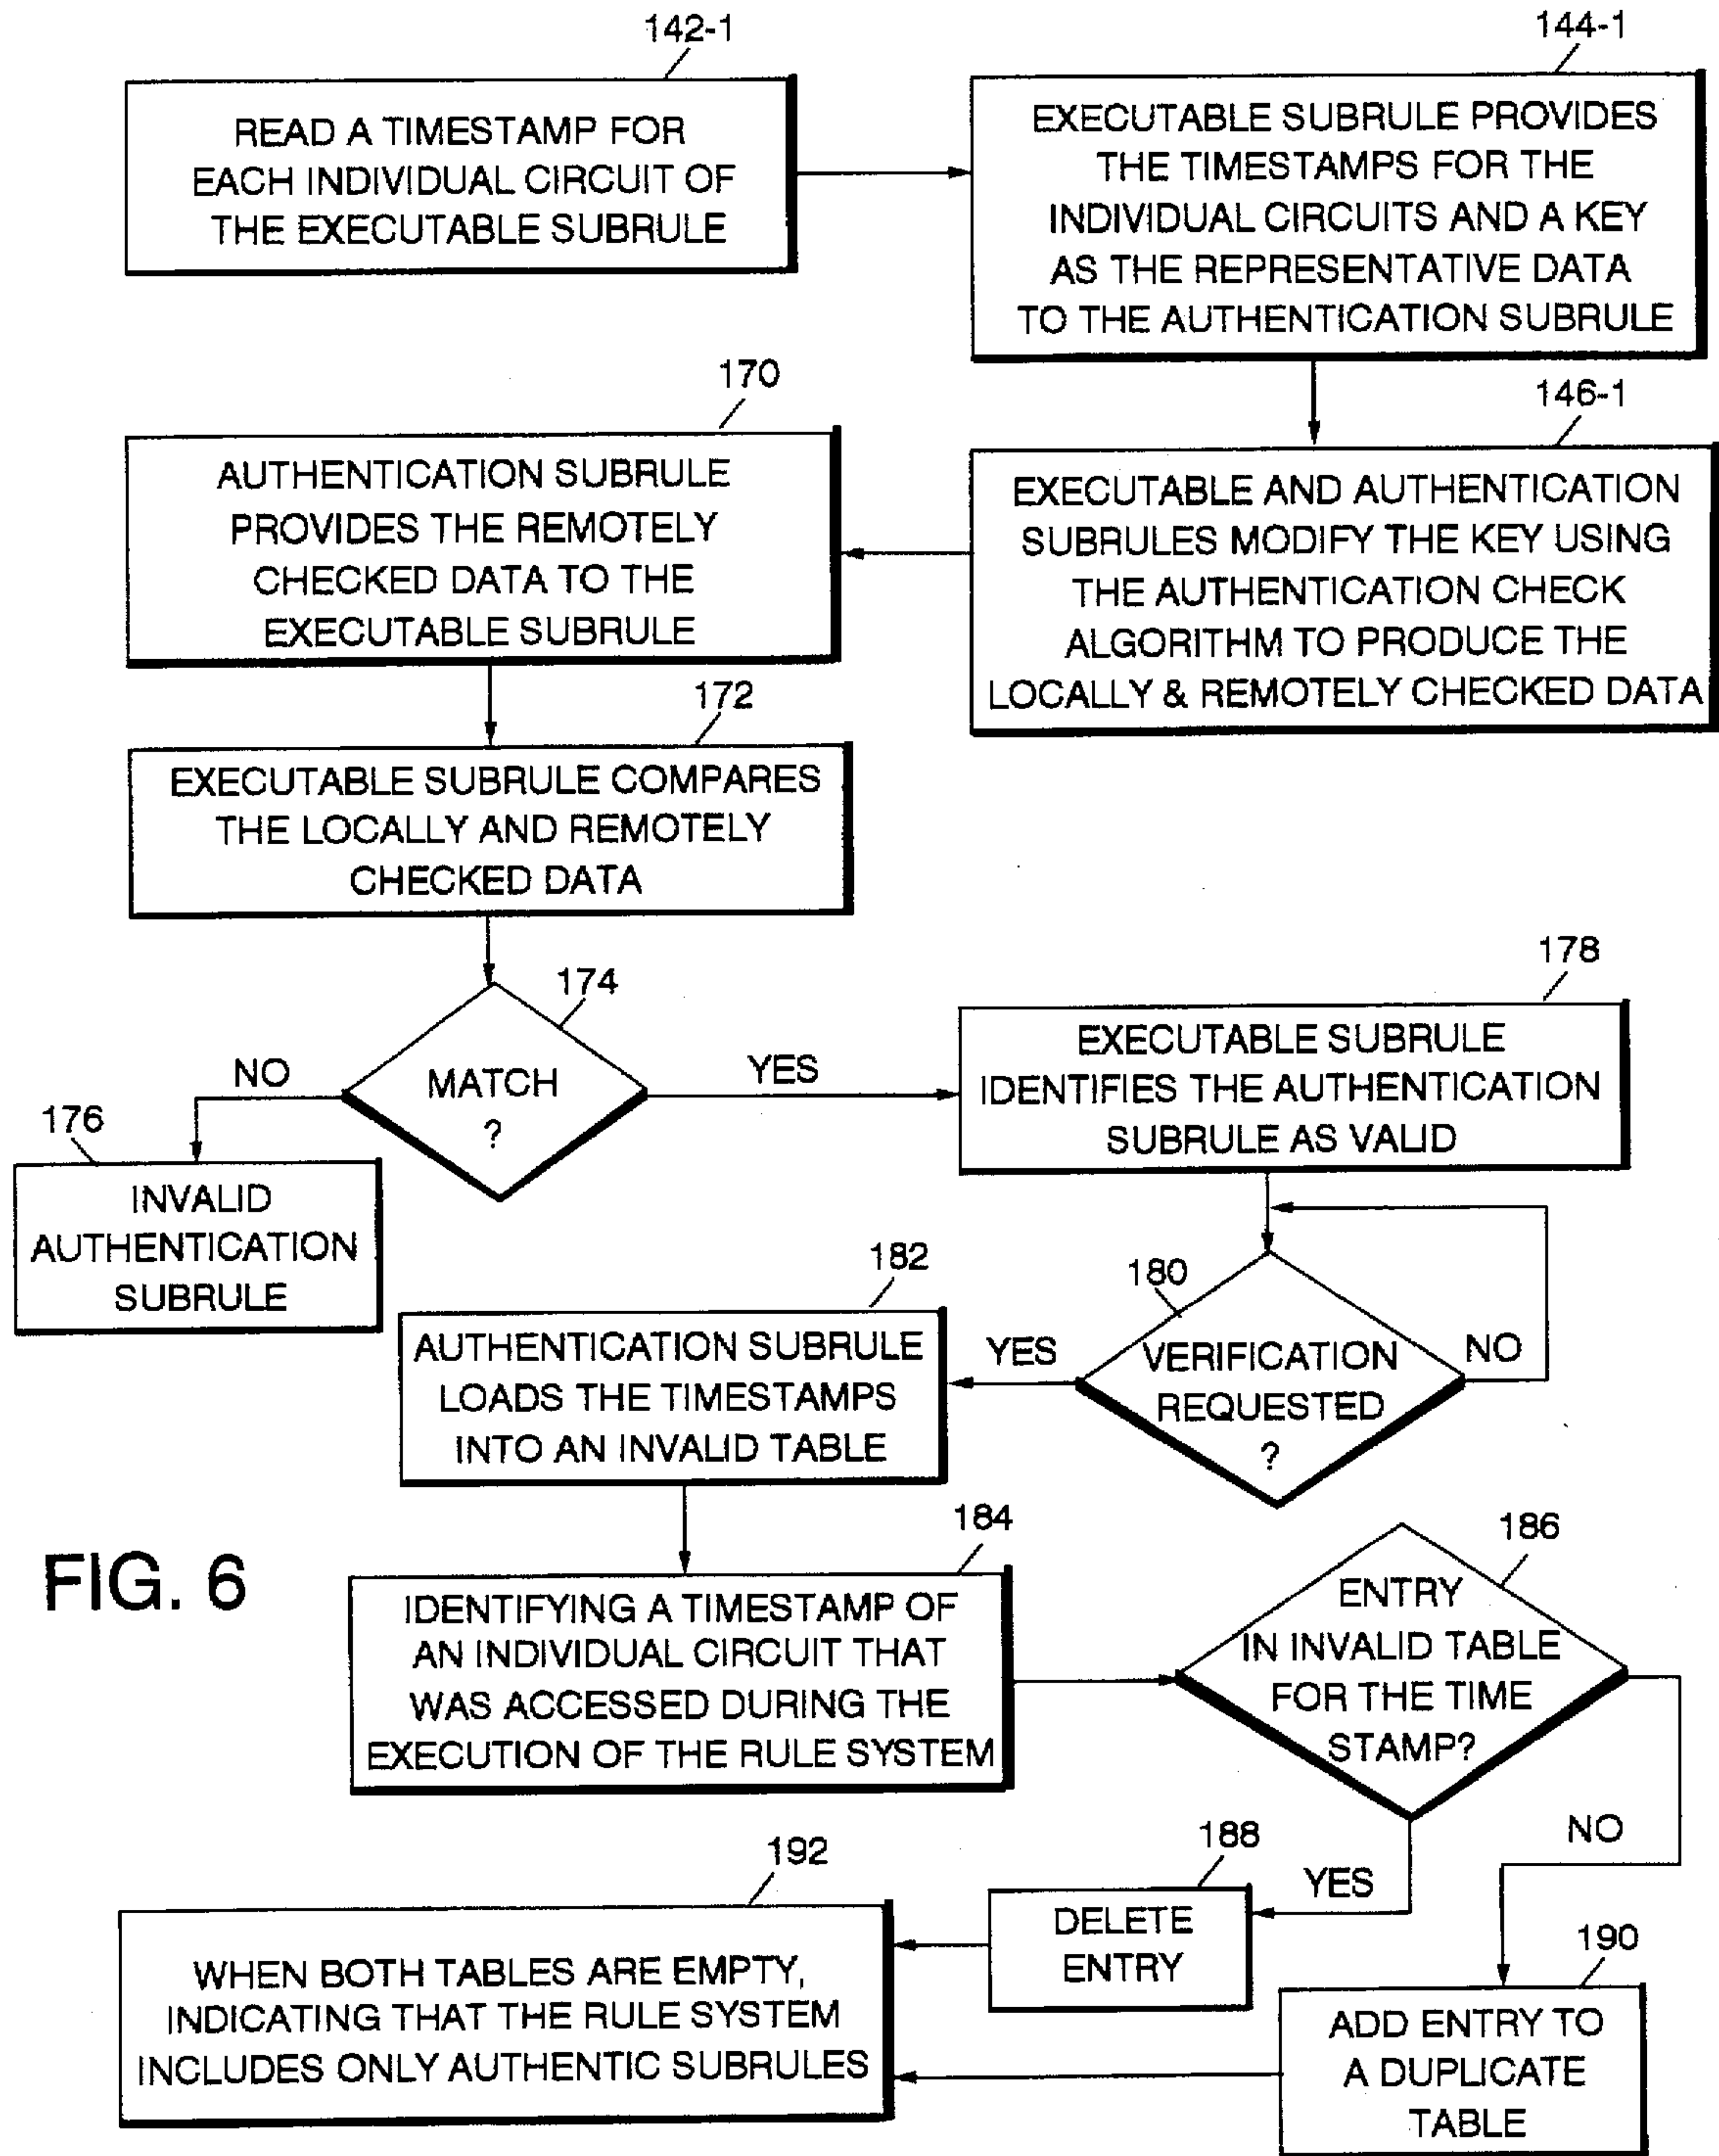 142-1
READ A TIMESTAMP FOR
EACH INDIVIDUAL CIRCUIT OF
THE EXECUTABLE SUBRULE
144-1
EXECUTABLE SUBRULE PROVIDES
THE TIMESTAMPS FOR THE
INDIVIDUAL CIRCUITS AND A KEY
AS THE REPRESENTATIVE DATA
TO THE AUTHENTICATION SUBRULE
146-1
EXECUTABLE AND AUTHENTICATION
SUBRULES MODIFY THE KEY USING
THE AUTHENTICATION CHECK
ALGORITHM TO PRODUCE THE
LOCALLY & REMOTELY CHECKED DATA
170
AUTHENTICATION SUBRULE
PROVIDES THE REMOTELY
CHECKED DATA TO THE
EXECUTABLE SUBRULE
172
EXECUTABLE SUBRULE COMPARES
THE LOCALLY AND REMOTELY
CHECKED DATA
174
MATCH
?
NO
YES
176
INVALID
AUTHENTICATION
SUBRULE
178
EXECUTABLE SUBRULE
IDENTIFIES THE AUTHENTICATION
SUBRULE AS VALID
180
VERIFICATION
REQUESTED
?
YES
NO
182
AUTHENTICATION SUBRULE
LOADS THE TIMESTAMPS
INTO AN INVALID TABLE
FIG. 6
184
IDENTIFYING A TIMESTAMP OF
AN INDIVIDUAL CIRCUIT THAT
WAS ACCESSED DURING THE
EXECUTION OF THE RULE SYSTEM
186
ENTRY
IN INVALID TABLE
FOR THE TIME
STAMP?
YES
NO
188
DELETE
ENTRY
190
ADD ENTRY TO
A DUPLICATE
TABLE
192
WHEN BOTH TABLES ARE EMPTY,
INDICATING THAT THE RULE SYSTEM
INCLUDES ONLY AUTHENTIC SUBRULES